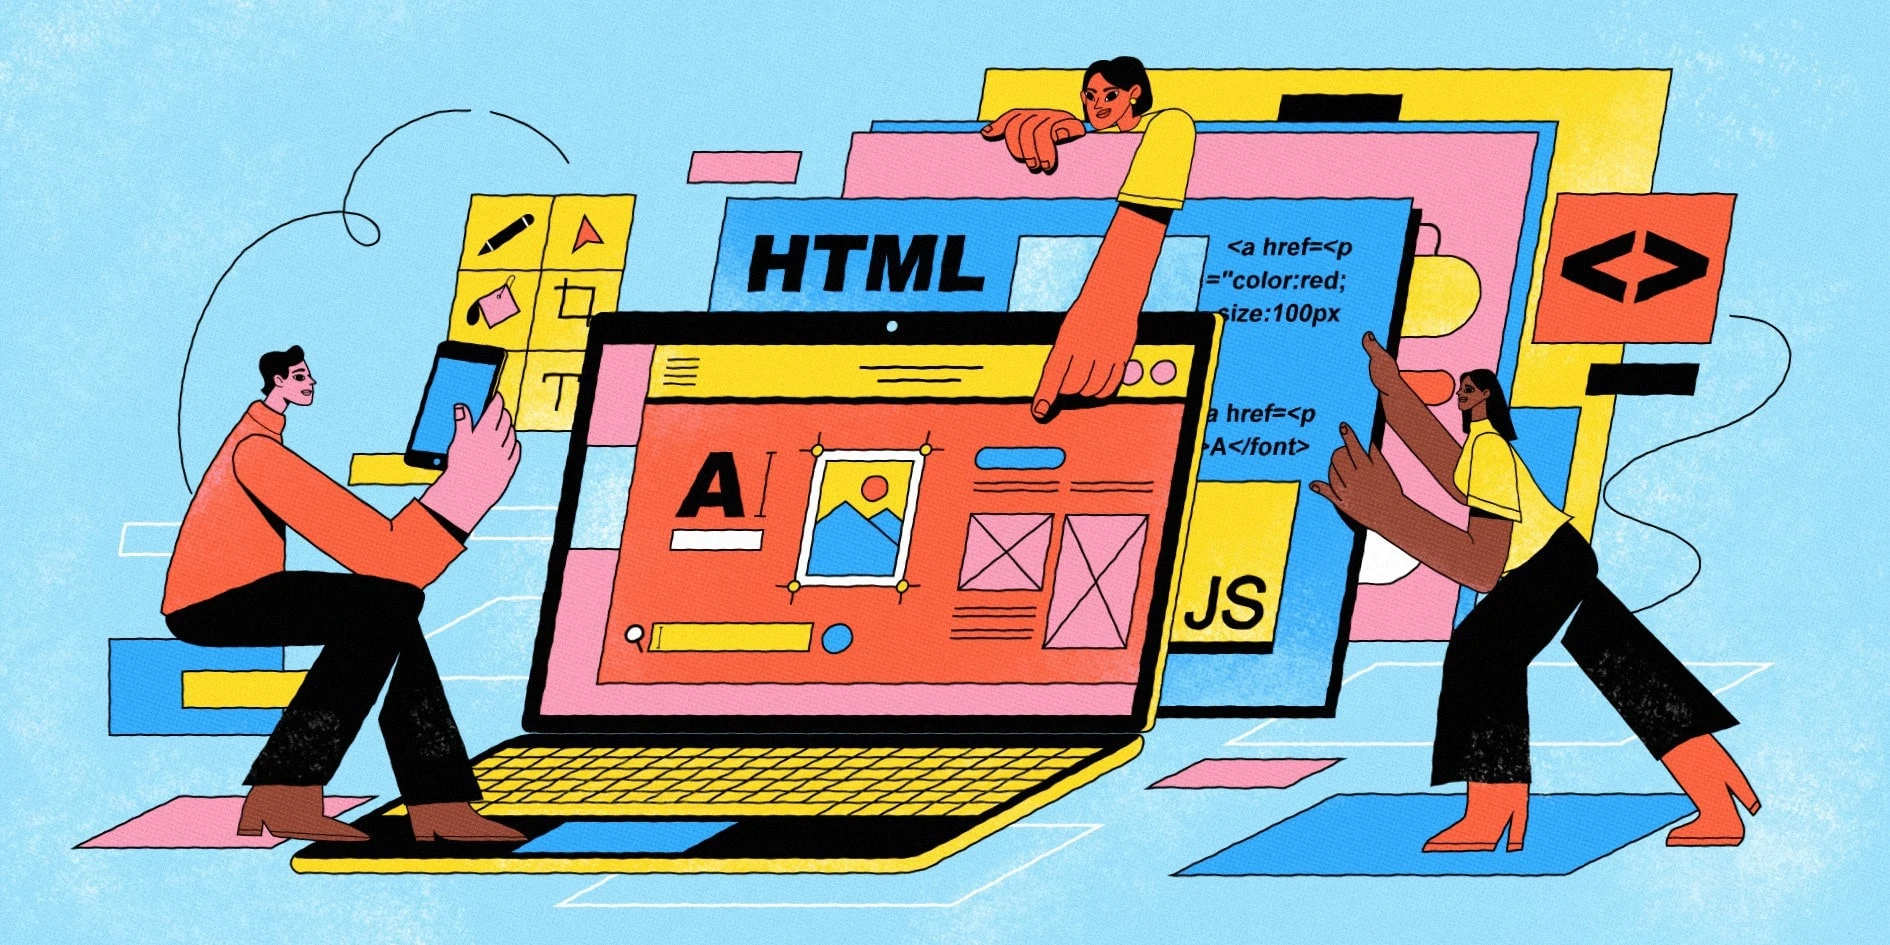 HTML
<a href=<p
="color:red;
size:100px
T
a href=<p
>A</font>
A
JS
<>